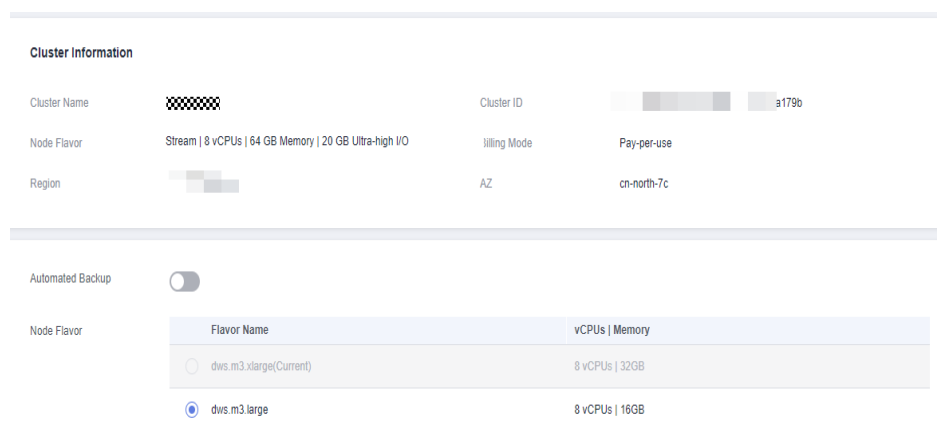 Cluster Information
Cluster Name
Cluster ID a179b
Node Flavor Stream | 8 vCPUs | 64 GB Memory | 20 GB Ultra-high I/O Billing Mode Pay-per-use
Region AZ cn-north-7c
Automated Backup
Node Flavor Flavor Name vCPUs | Memory
dws.m3.xlarge(Current) 8 vCPUs | 32GB
dws.m3.large 8 vCPUs | 16GB